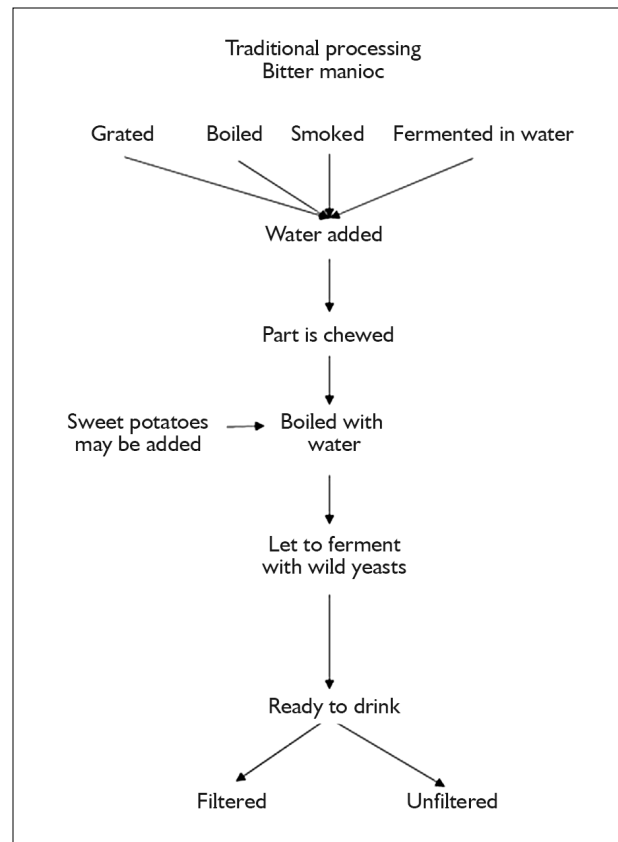 Traditional processing
Bitter manioc
Grated
Boiled
Smoked
Fermented in water
Water added
Part is chewed
Sweet potatoes
may be added
Boiled with
water
Let to ferment
with wild yeasts
Ready to drink
Filtered
Unfiltered